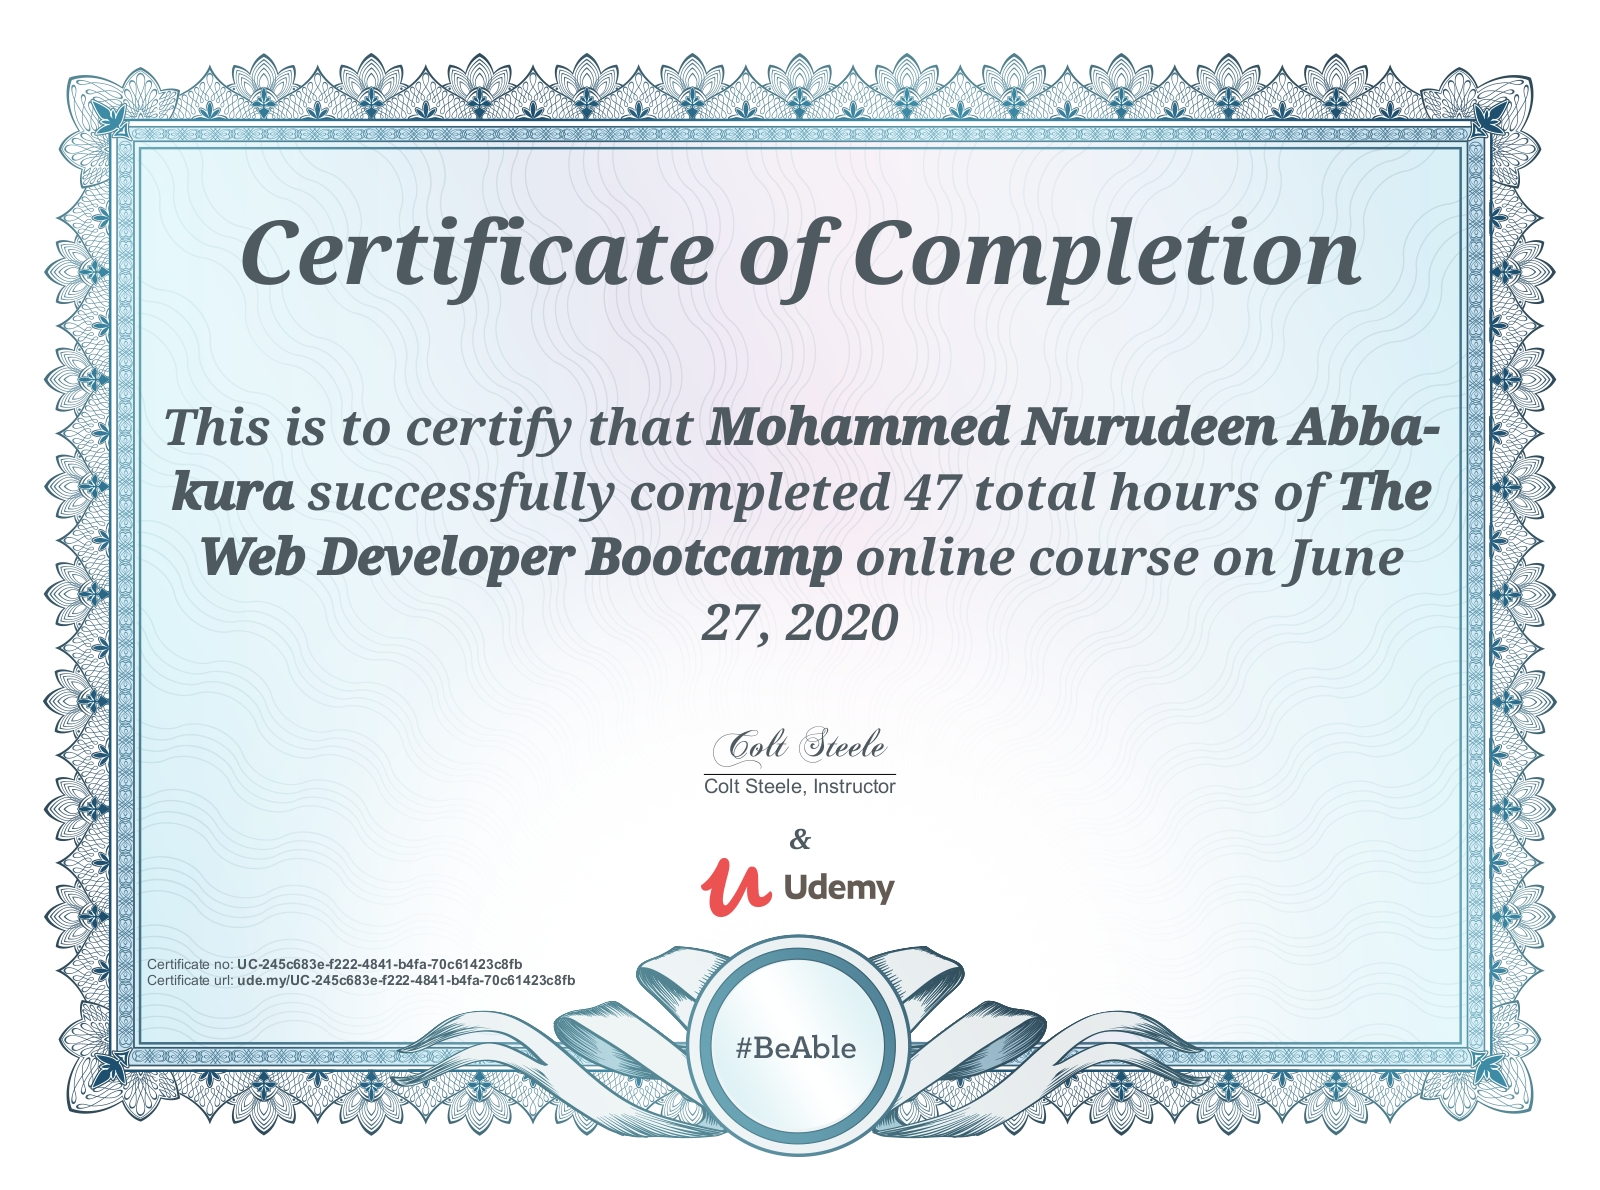 Certificate of Completion
This is to certify that Mohammed Nurudeen Abba-
kura successfully completed 47 total hours of The
Web Developer Bootcamp online course on June
27, 2020
Colt Steele
Colt Steele, Instructor
&
Udemy
Certificate no: UC-245c683e-f222-4841-b4fa-70c61423c8fb
Certificate url: ude.my/UC-245c683e-f222-4841-b4fa-70c61423c8fb
#BeAble